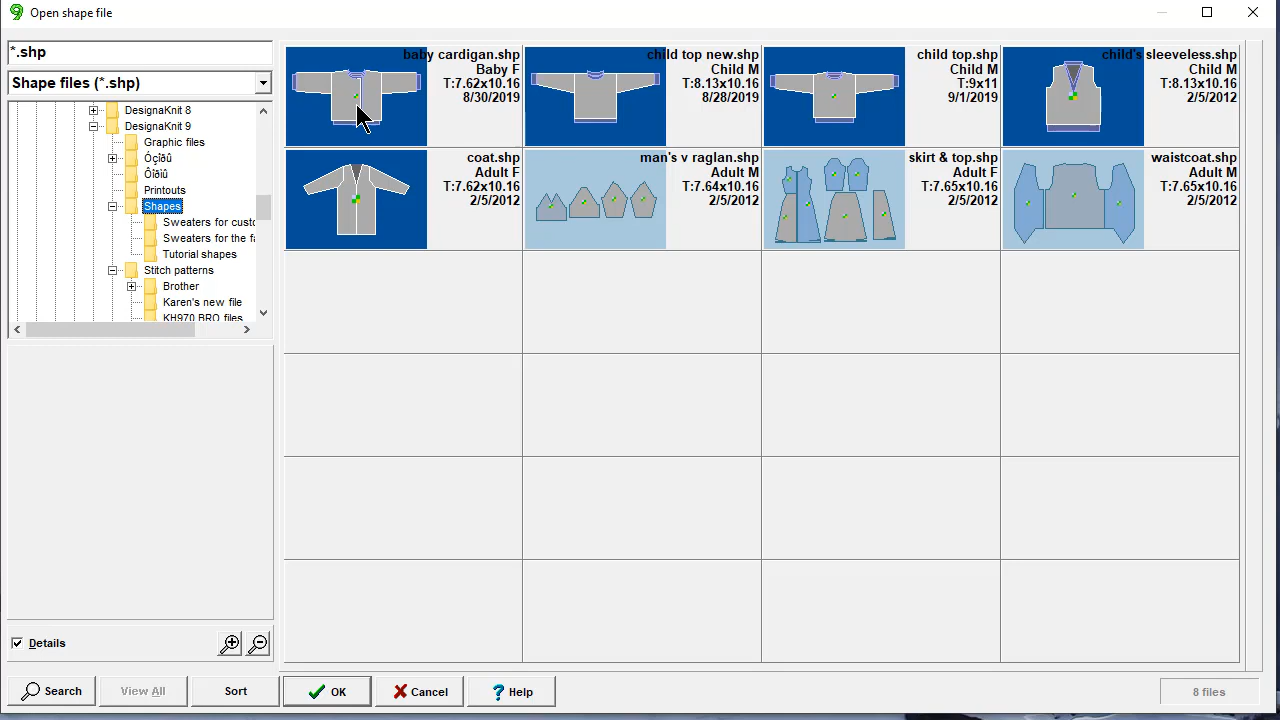 Open shape file
*.shp
Shape files (*.shp)
DesignaKnit 8
DesignaKnit 9
Graphic files
Óçîðû
Ôîðìû
Printouts
Shapes
Sweaters for custo
Sweaters for the fa
Tutorial shapes
Stitch patterns
Brother
Karen's new file
KH970 BRO files
Details
Search
View All
Sort
OK
Cancel
Help
8 files
baby cardigan.shp
Baby F
T:7.62x10.16
8/30/2019
child top new.shp
Child M
T:8.13x10.16
8/28/2019
child top.shp
Child M
T:9x11
9/1/2019
child's sleeveless.shp
Child M
T:8.13x10.16
2/5/2012
coat.shp
Adult F
T:7.62x10.16
2/5/2012
man's v raglan.shp
Adult M
T:7.64x10.16
2/5/2012
skirt & top.shp
Adult F
T:7.65x10.16
2/5/2012
waistcoat.shp
Adult M
T:7.65x10.16
2/5/2012